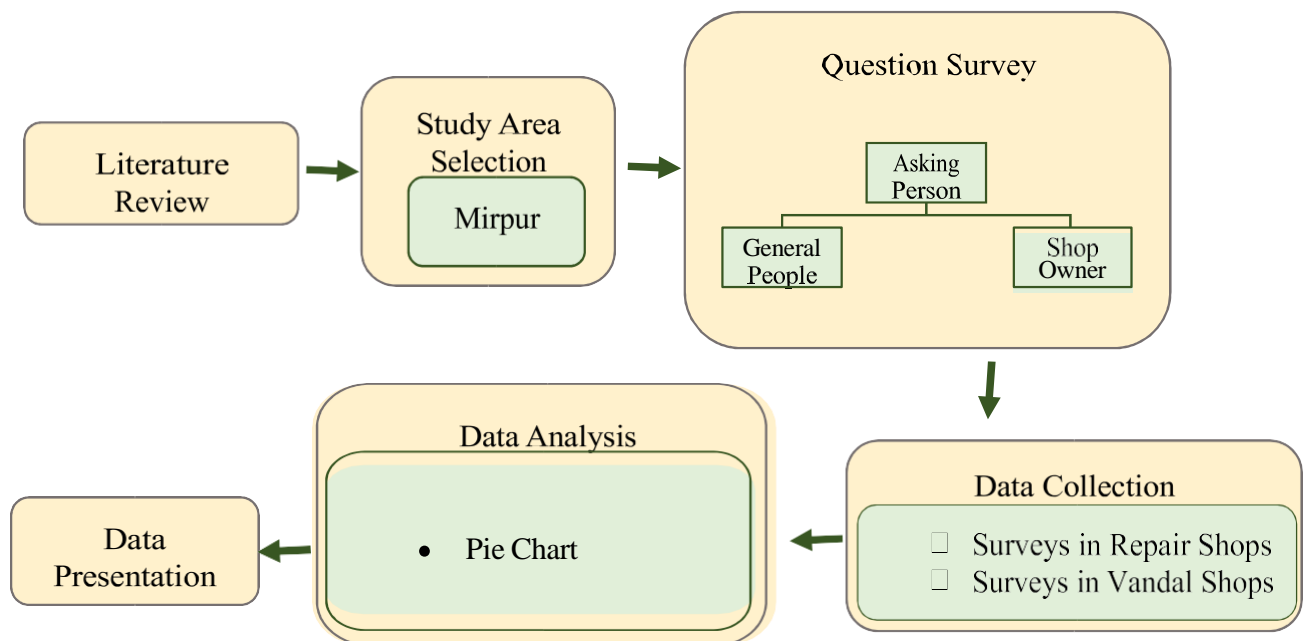 Literature
Review
Study Area
Selection
Mirpur
Question Survey
Asking
Person
General
People
Shop
Owner
Data Collection
Surveys in Repair Shops
Surveys in Vandal Shops
Data Analysis
• Pie Chart
Data
Presentation